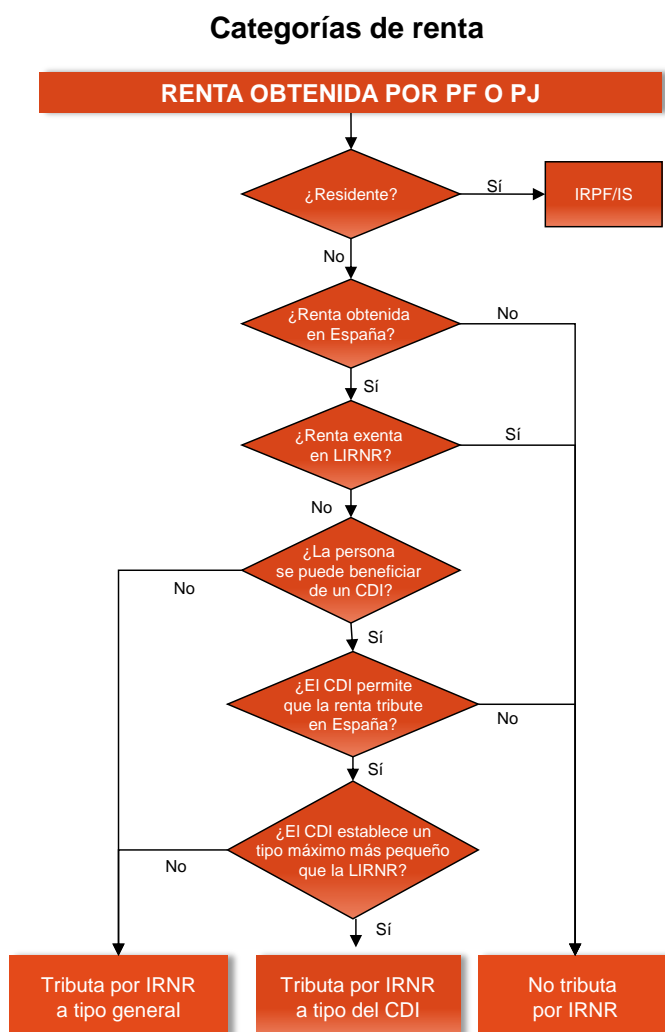 Categorías de renta
RENTA OBTENIDA POR PF O PJ
¿Residente?
Sí
IRPF/IS
No
¿Renta obtenida
en España?
No
Sí
¿Renta exenta
en LIRNR?
Sí
No
¿La persona
se puede beneficiar
de un CDI?
No
Sí
¿El CDI permite
que la renta tribute
en España?
No
Sí
¿El CDI establece un
tipo máximo más pequeño
que la LIRNR?
No
Sí
Tributa por IRNR
a tipo general
Tributa por IRNR
a tipo del CDI
No tributa
por IRNR